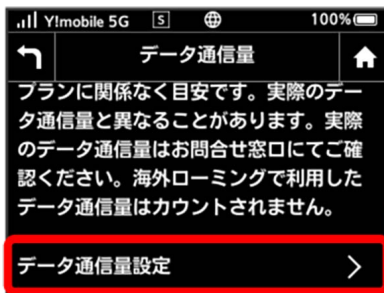 Y!mobile 5G S 100%
データ通信量
プランに関係なく目安です。実際のデー
タ通信量と異なることがあります。実際
のデータ通信量はお問合せ窓口にてご確
認ください。海外ローミングで利用した
データ通信量はカウントされません。
データ通信量設定